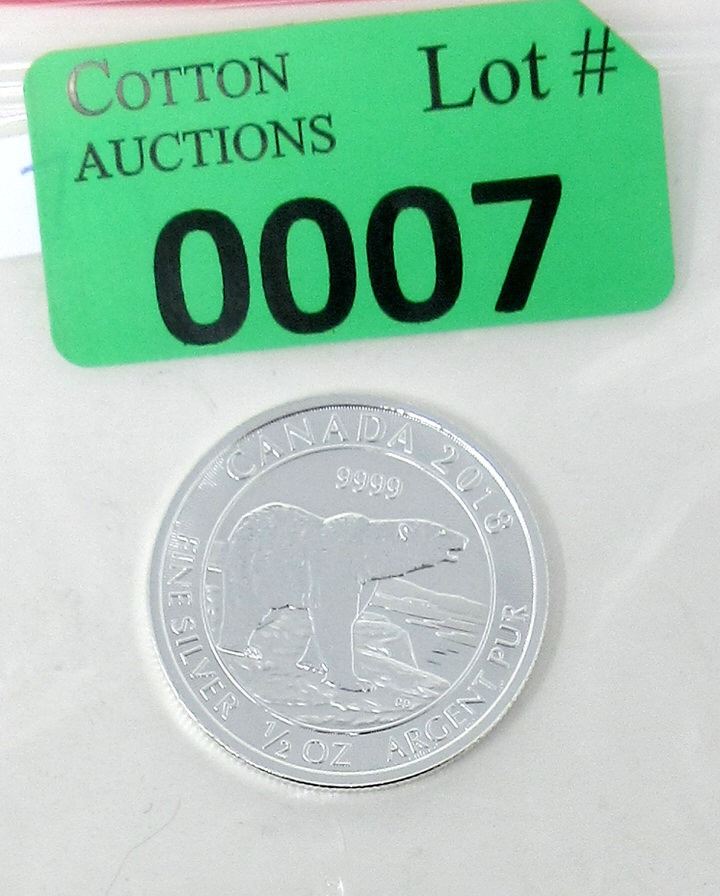 COTTON
AUCTIONS
Lot #
0007
CANADA 2018
9999
FINE SILVER 1/2 OZ ARGENT PUR